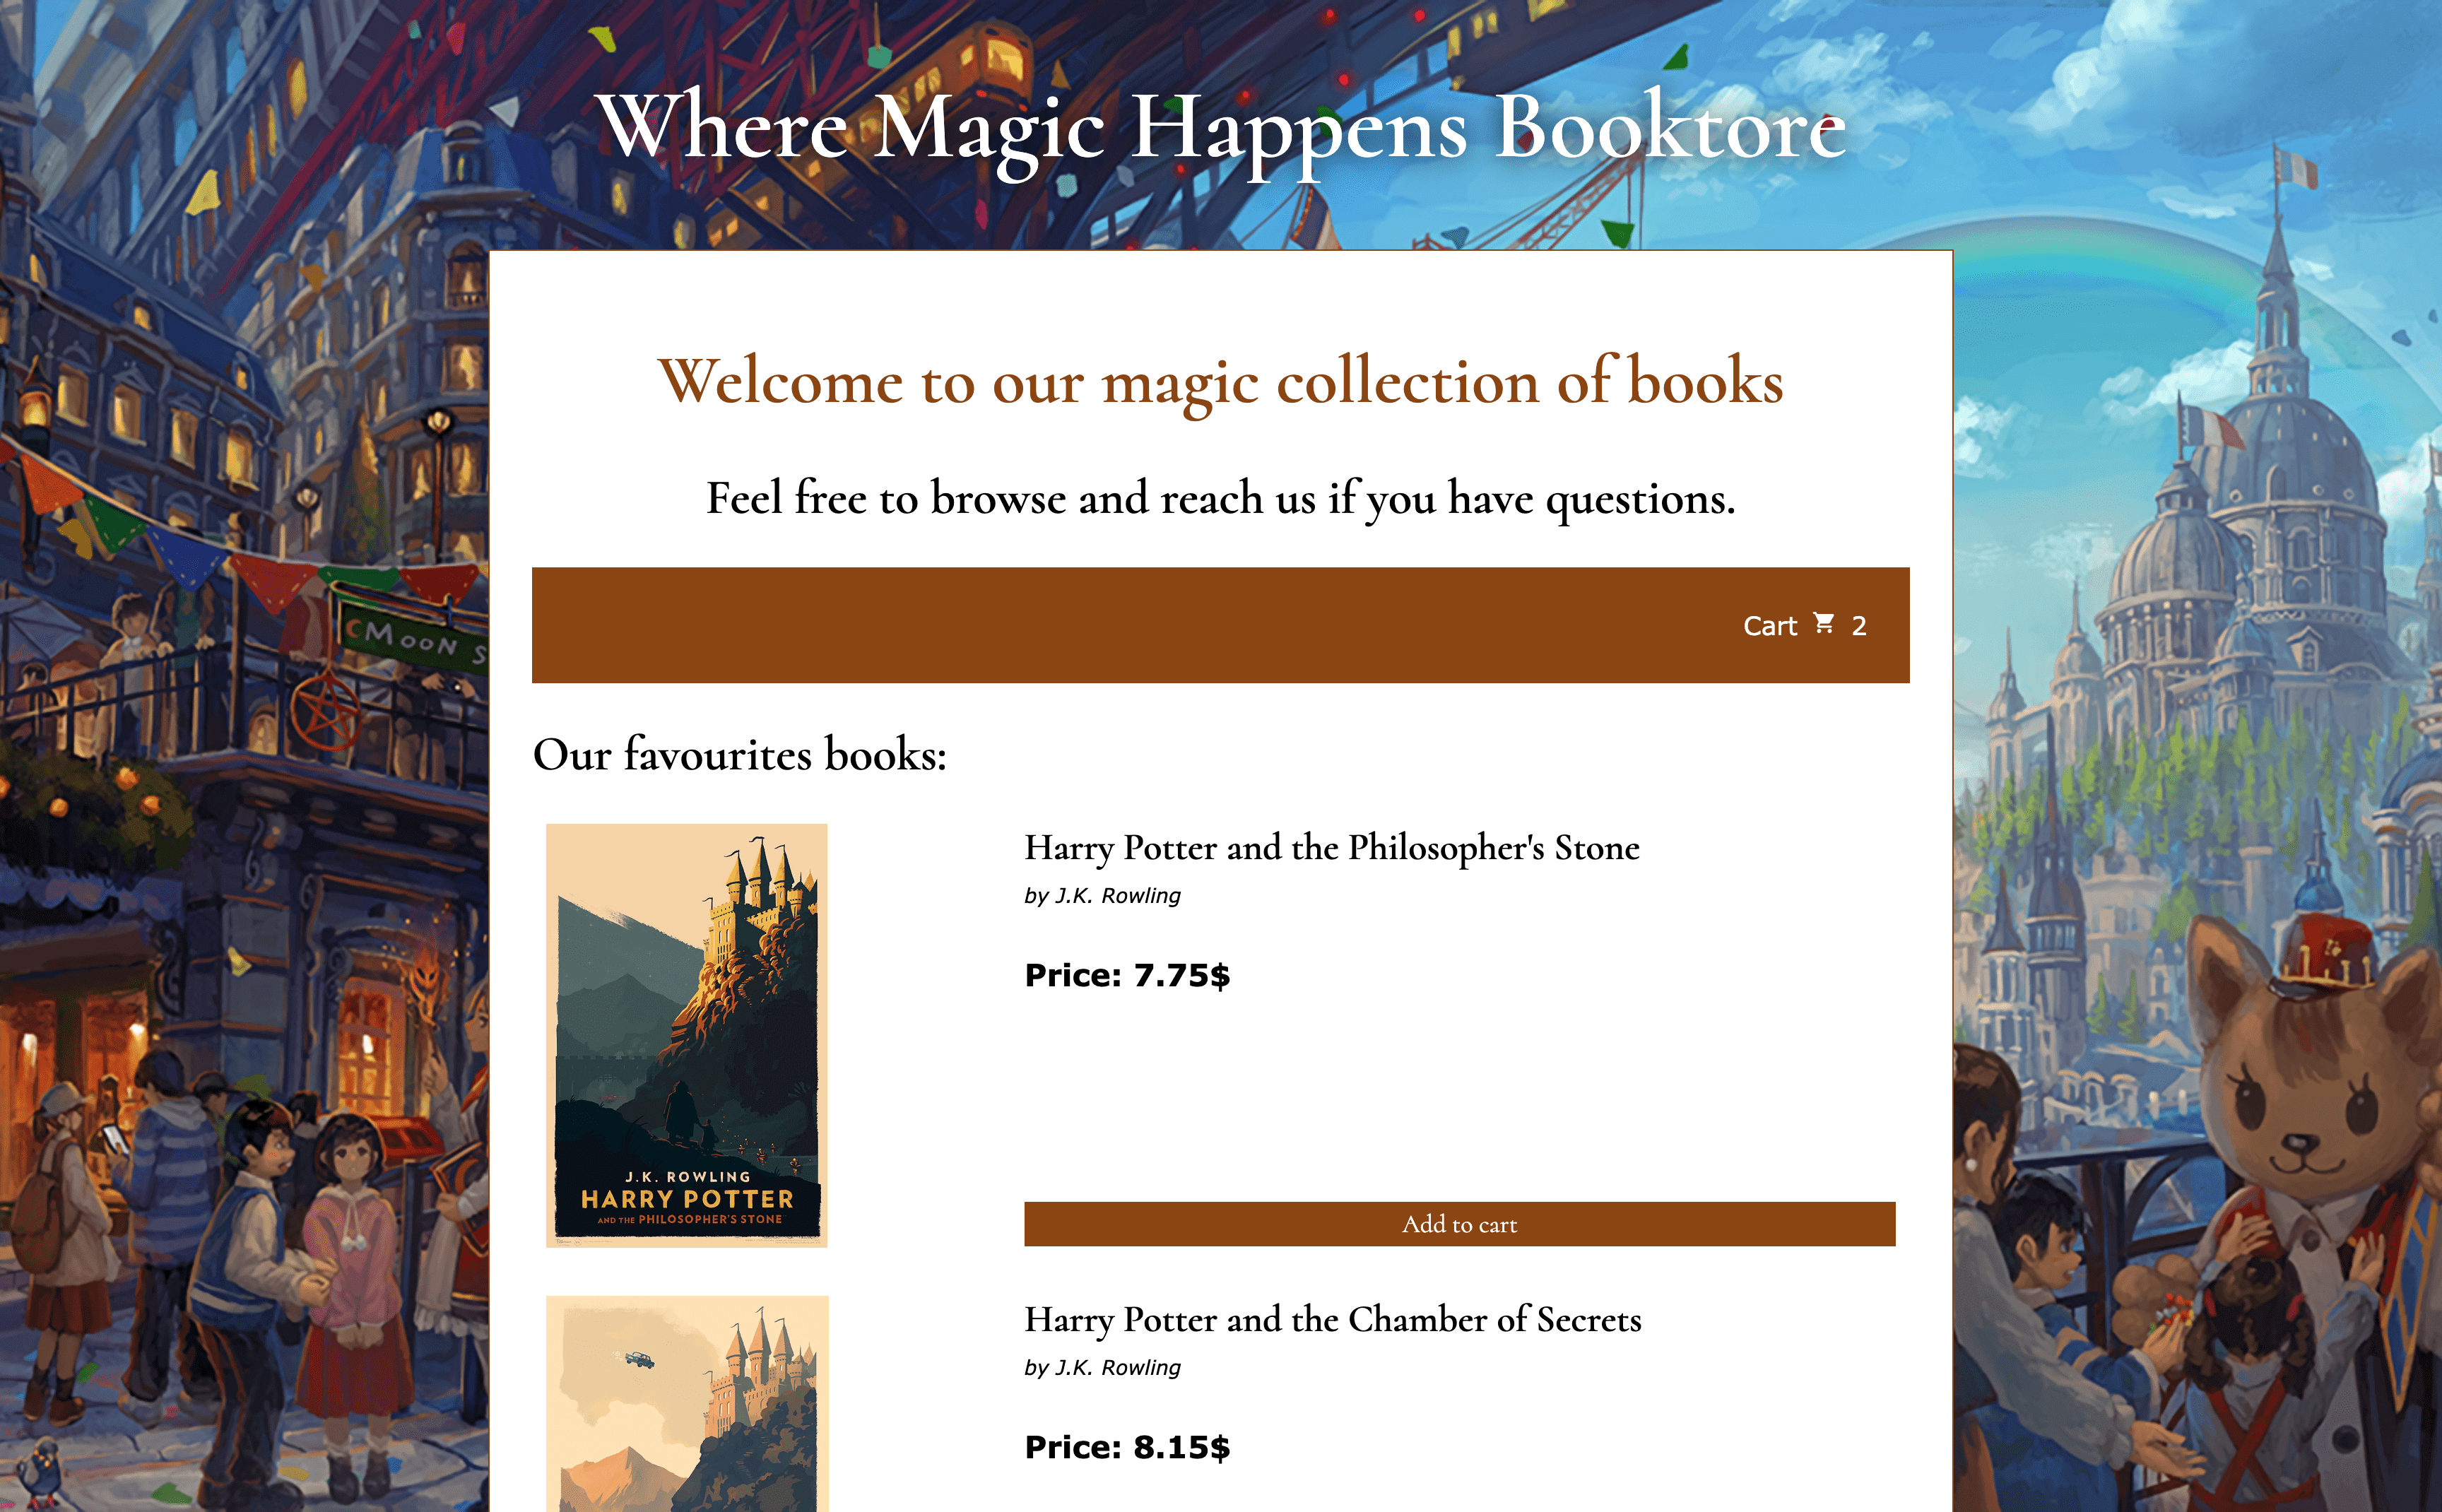 Where Magic Happens Booktore
Welcome to our magic collection of books
Feel free to browse and reach us if you have questions.
Cart 2
MOON S
Our favourites books:
Harry Potter and the Philosopher's Stone
by J.K. Rowling
Price: 7.75$
J.K. ROWLING
HARRY POTTER
AND THE PHILOSOPHER'S STONE
Add to cart
Harry Potter and the Chamber of Secrets
by J.K. Rowling
Price: 8.15$